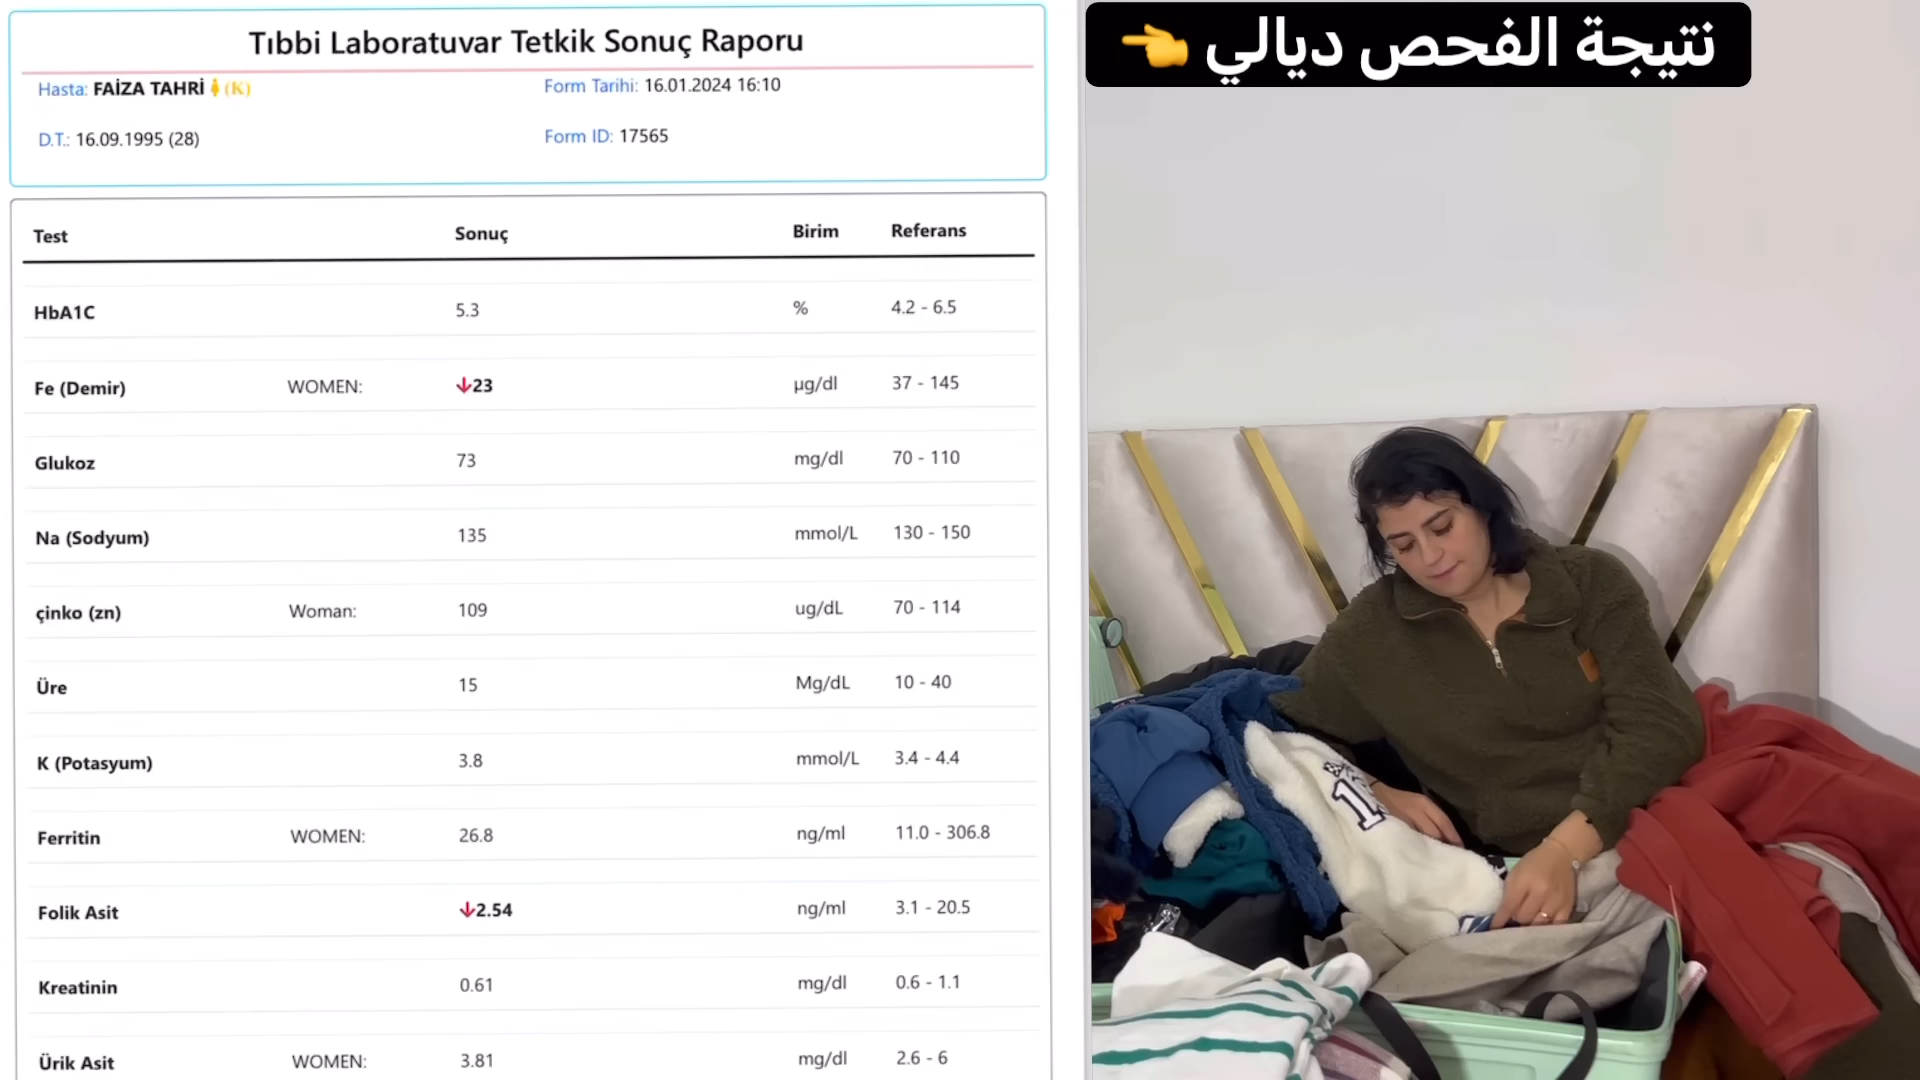 Tıbbi Laboratuvar Tetkik Sonuç Raporu
Hasta: FAİZA TAHRİ (K)
Form Tarihi: 16.01.2024 16:10
D.T.: 16.09.1995 (28)
Form ID: 17565
Test Sonuç Birim Referans
HbA1C 5.3 % 4.2 - 6.5
Fe (Demir) WOMEN: ↓23 µg/dl 37 - 145
Glukoz 73 mg/dl 70 - 110
Na (Sodyum) 135 mmol/L 130 - 150
çinko (zn) Woman: 109 ug/dL 70 - 114
Üre 15 Mg/dL 10 - 40
K (Potasyum) 3.8 mmol/L 3.4 - 4.4
Ferritin WOMEN: 26.8 ng/ml 11.0 - 306.8
Folik Asit ↓2.54 ng/ml 3.1 - 20.5
Kreatinin 0.61 mg/dl 0.6 - 1.1
Ürik Asit WOMEN: 3.81 mg/dl 2.6 - 6
نتيجة الفحص ديالي 👈